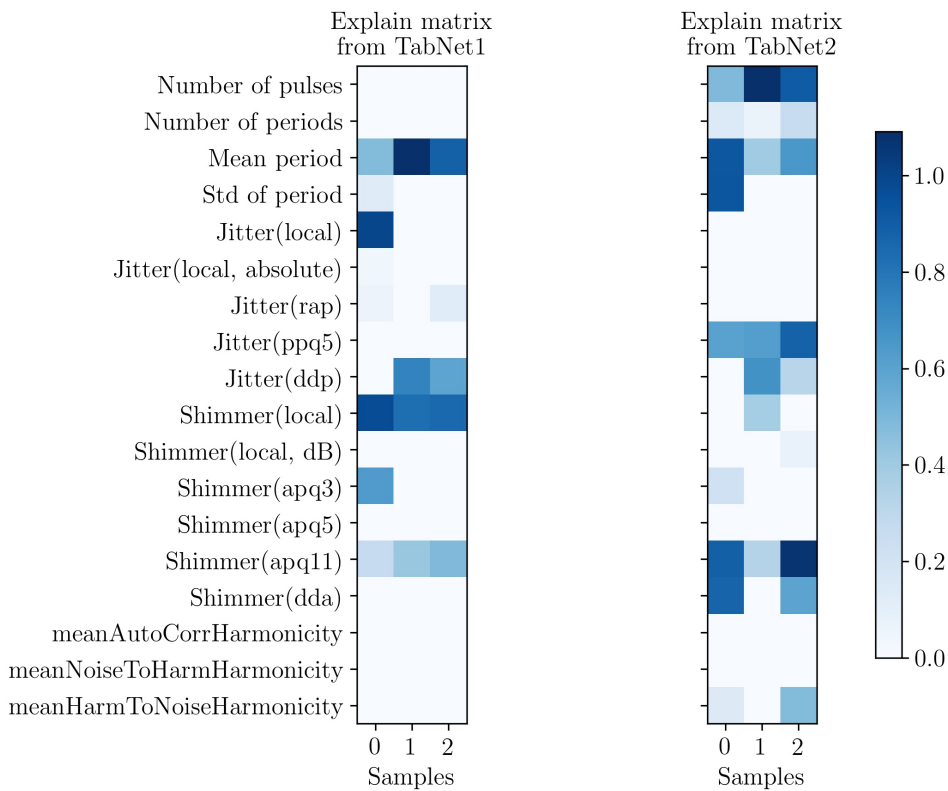 Explain matrix
from TabNet1
Explain matrix
from TabNet2
Number of pulses
Number of periods
Mean period
Std of period
Jitter(local)
Jitter(local, absolute)
Jitter(rap)
Jitter(ppq5)
Jitter(ddp)
Shimmer(local)
Shimmer(local, dB)
Shimmer(apq3)
Shimmer(apq5)
Shimmer(apq11)
Shimmer(dda)
meanAutoCorrHarmonicity
meanNoiseToHarmHarmonicity
meanHarmToNoiseHarmonicity
0 1 2
Samples
0 1 2
Samples
1.0
0.8
0.6
0.4
0.2
0.0